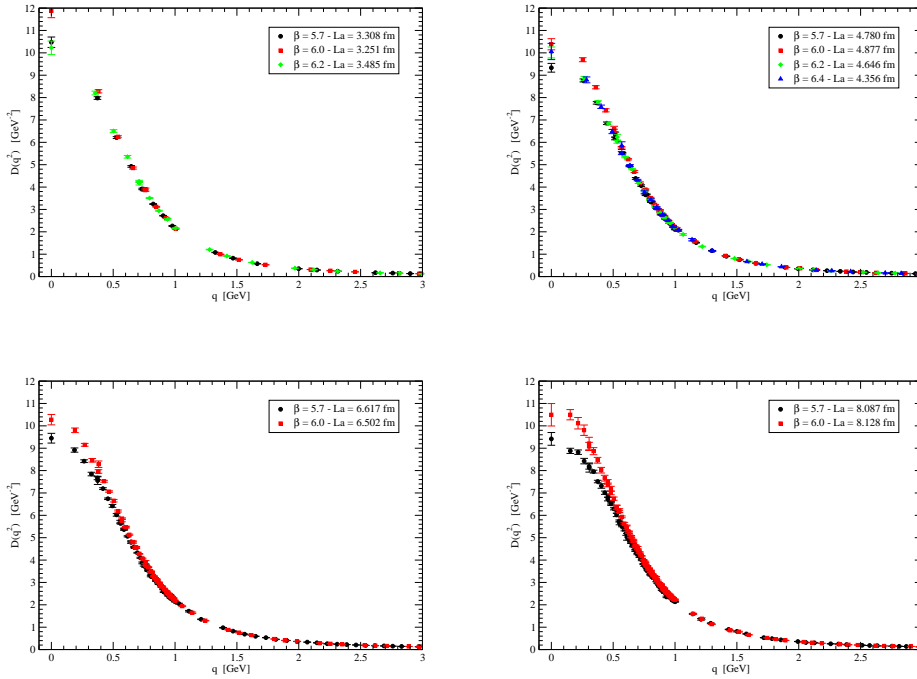 12
11
10
9
8
7
6
5
4
3
2
1
0
D(q²) [GeV⁻²]
β = 5.7 - La = 3.308 fm
β = 6.0 - La = 3.251 fm
β = 6.2 - La = 3.485 fm
0 0.5 1 1.5 2 2.5 3
q [GeV]
12
11
10
9
8
7
6
5
4
3
2
1
0
D(q²) [GeV⁻²]
β = 5.7 - La = 4.780 fm
β = 6.0 - La = 4.877 fm
β = 6.2 - La = 4.646 fm
β = 6.4 - La = 4.356 fm
0 0.5 1 1.5 2 2.5
q [GeV]
12
11
10
9
8
7
6
5
4
3
2
1
0
D(q²) [GeV⁻²]
β = 5.7 - La = 6.617 fm
β = 6.0 - La = 6.502 fm
0 0.5 1 1.5 2 2.5 3
q [GeV]
12
11
10
9
8
7
6
5
4
3
2
1
0
D(q²) [GeV⁻²]
β = 5.7 - La = 8.087 fm
β = 6.0 - La = 8.128 fm
0 0.5 1 1.5 2 2.5
q [GeV]